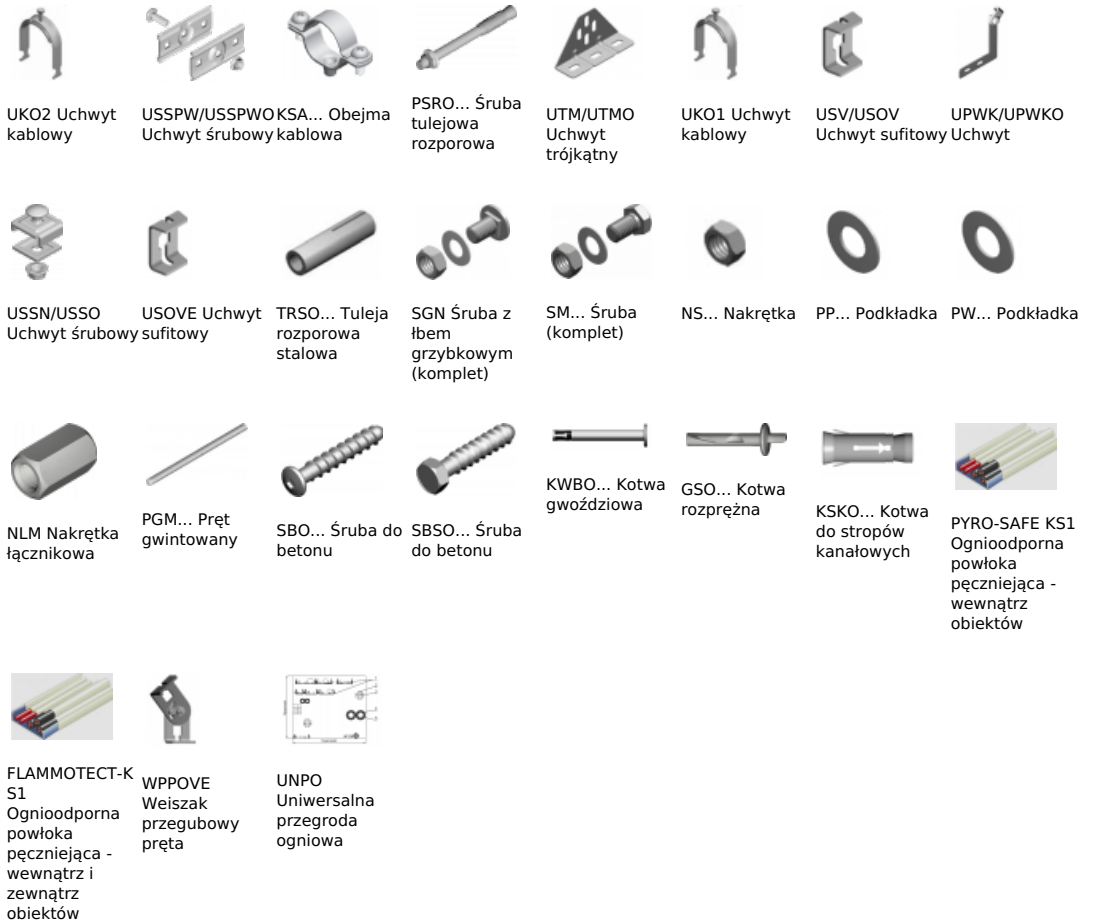 UKO2 Uchwyt
kablowy
USSPW/USSPWO
Uchwyt śrubowy
KSA... Obejma
kablowa
PSRO... Śruba
tulejowa
rozporowa
UTM/UTMO
Uchwyt
trójkątny
UKO1 Uchwyt
kablowy
USV/USOV
Uchwyt sufitowy
UPWK/UPWKO
Uchwyt
USSN/USSO
Uchwyt śrubowy
USOVE Uchwyt
sufitowy
TRSO... Tuleja
rozporowa
stalowa
SGN Śruba z
łbem
grzybkowym
(komplet)
SM... Śruba
(komplet)
NS... Nakrętka
PP... Podkładka
PW... Podkładka
NLM Nakrętka
łącznikowa
PGM... Pręt
gwintowany
SBO... Śruba do
betonu
SBSO... Śruba
do betonu
KWBO... Kotwa
gwoździowa
GSO... Kotwa
rozprężna
KSKO... Kotwa
do stropów
kanałowych
PYRO-SAFE KS1
Ognioodporna
powłoka
pęczniejąca -
wewnątrz
obiektów
FLAMMOTECT-K
S1
Ognioodporna
powłoka
pęczniejąca -
wewnątrz i
zewnątrz
obiektów
WPPOVE
Weiszak
przegubowy
pręta
UNPO
Uniwersalna
przegroda
ogniowa